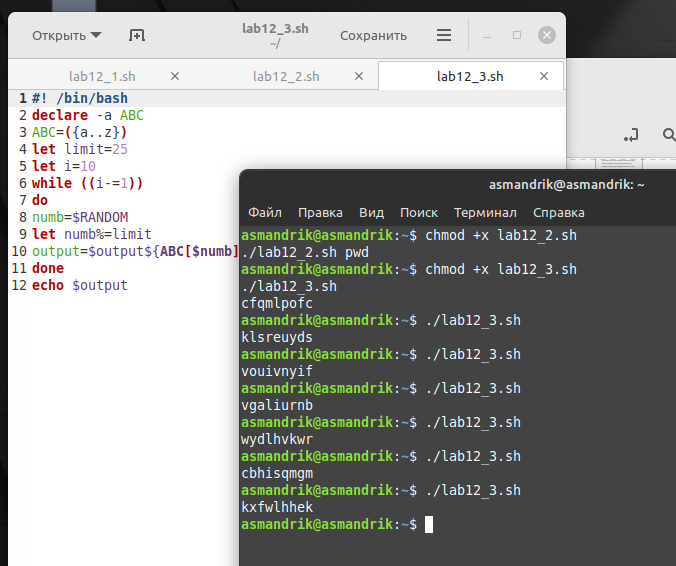 Открыть
lab12_3.sh
~/
Сохранить
lab12_1.sh
lab12_2.sh
lab12_3.sh
1 #! /bin/bash
2 declare -a ABC
3 ABC=({a..z})
4 let limit=25
5 let i=10
6 while ((i-=1))
7 do
8 numb=$RANDOM
9 let numb%=limit
10 output=$output${ABC[$numb]
11 done
12 echo $output
asmandrik@asmandrik: ~
Файл Правка Вид Поиск Терминал Справка
asmandrik@asmandrik:~$ chmod +x lab12_2.sh
./lab12_2.sh pwd
asmandrik@asmandrik:~$ chmod +x lab12_3.sh
./lab12_3.sh
cfqmlpofc
asmandrik@asmandrik:~$ ./lab12_3.sh
klsreuyds
asmandrik@asmandrik:~$ ./lab12_3.sh
vouivnyif
asmandrik@asmandrik:~$ ./lab12_3.sh
vgaliurnb
asmandrik@asmandrik:~$ ./lab12_3.sh
wydlhvkwr
asmandrik@asmandrik:~$ ./lab12_3.sh
cbhisqmgm
asmandrik@asmandrik:~$ ./lab12_3.sh
kxfwlhhek
asmandrik@asmandrik:~$